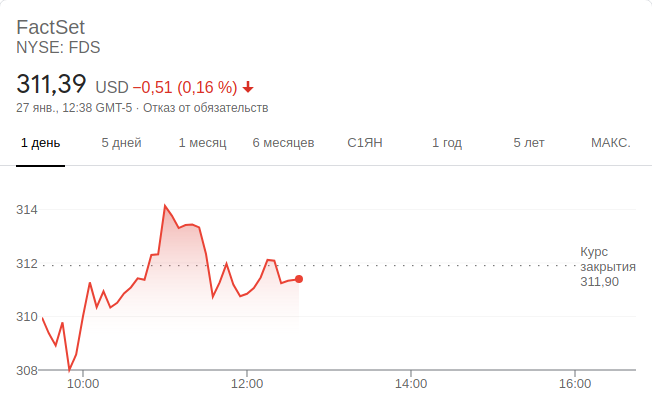 FactSet
NYSE: FDS
311,39 USD −0,51 (0,16 %)
27 янв., 12:38 GMT-5 · Отказ от обязательств
1 день 5 дней 1 месяц 6 месяцев С1ЯН 1 год 5 лет МАКС.
314
312
310
308
Курс
закрытия
311,90
10:00 12:00 14:00 16:00